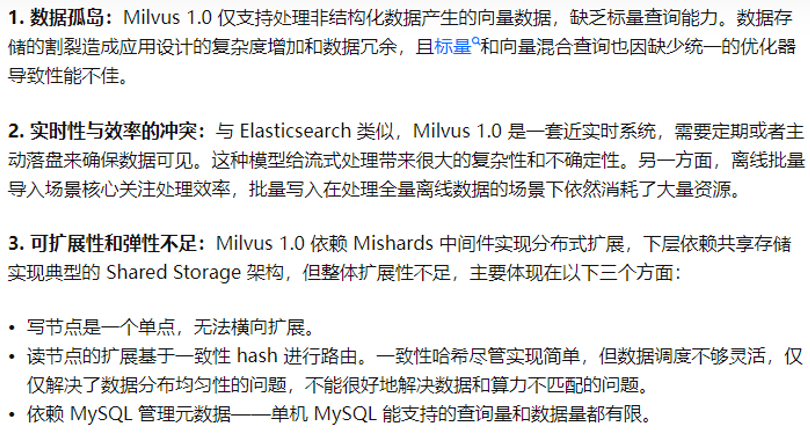 1. 数据孤岛：Milvus 1.0 仅支持处理非结构化数据产生的向量数据，缺乏标量查询能力。数据存
储的割裂造成应用设计的复杂度增加和数据冗余，且标量和向量混合查询也因缺少统一的优化器
导致性能不佳。
2. 实时性与效率的冲突：与 Elasticsearch 类似，Milvus 1.0 是一套近实时系统，需要定期或者主
动落盘来确保数据可见。这种模型给流式处理带来很大的复杂性和不确定性。另一方面，离线批量
导入场景核心关注处理效率，批量写入在处理全量离线数据的场景下依然消耗了大量资源。
3. 可扩展性和弹性不足：Milvus 1.0 依赖 Mishards 中间件实现分布式扩展，下层依赖共享存储
实现典型的 Shared Storage 架构，但整体扩展性不足，主要体现在以下三个方面：
• 写节点是一个单点，无法横向扩展。
• 读节点的扩展基于一致性 hash 进行路由。一致性哈希尽管实现简单，但数据调度不够灵活，仅
仅解决了数据分布均匀性的问题，不能很好地解决数据和算力不匹配的问题。
• 依赖 MySQL 管理元数据——单机 MySQL 能支持的查询量和数据量都有限。